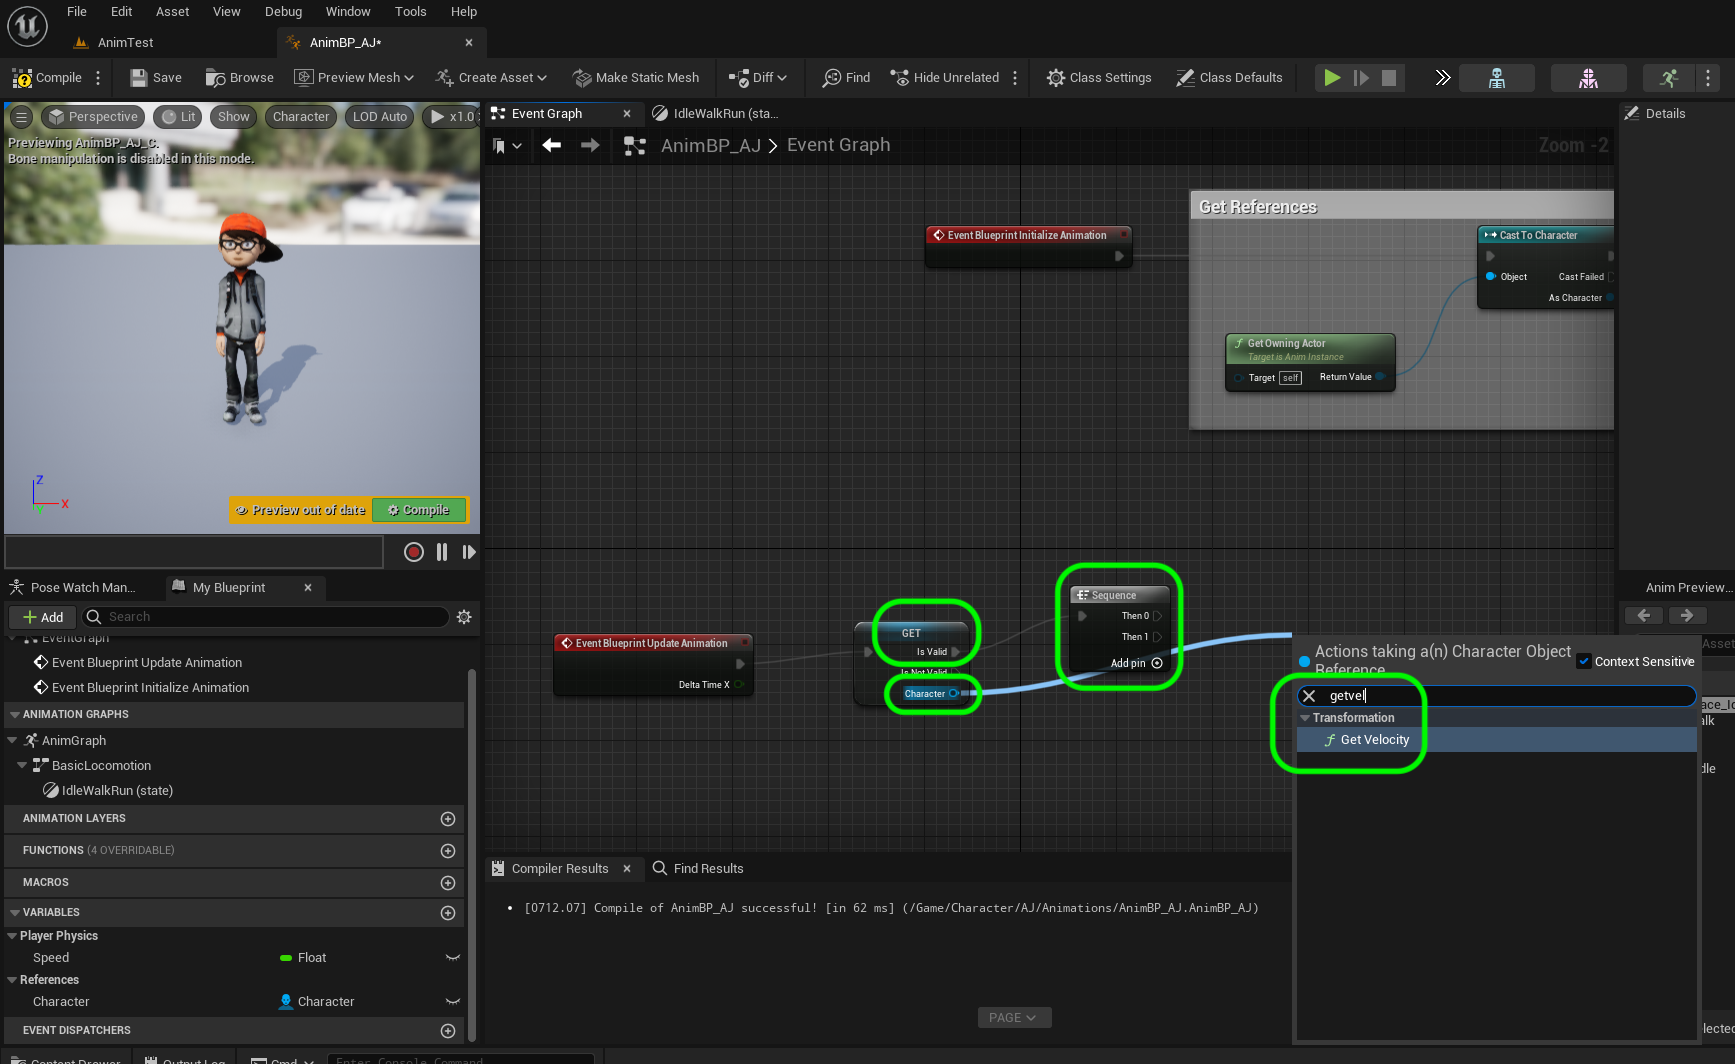 File Edit Asset View Window Debug Tools Help
AnimTest
AnimBP_AJ*
Compile Save Browse Preview Mesh Create Asset Make Static Mesh Diff Find Hide Unrelated Class Settings Class Defaults
Perspective Lit Show Character LOD Auto x1.0
Previewing AnimBP_AJ_C.
Bone manipulation is disabled in this mode.
Z
X
Y
Preview out of date Compile
Event Graph
IdleWalkRun (sta...
AnimBP_AJ > Event Graph
Zoom -2
Get References
Event Blueprint Initialize Animation
Cast To Character
Object Cast Failed
As Character
Get Owning Actor
Target is Anim Instance
Target self Return Value
Event Blueprint Update Animation
Delta Time X
GET
Is Valid
Is Not Valid
Character
Sequence
Then 0
Then 1
Add pin
Actions taking a(n) Character Object
Reference
Context Sensitive
getvel
Transformation
f Get Velocity
Details
Anim Preview...
Asset
lk
dle
lected
Pose Watch Man...
My Blueprint
Add
Search
EventGraph
Event Blueprint Update Animation
Event Blueprint Initialize Animation
ANIMATION GRAPHS
AnimGraph
BasicLocomotion
IdleWalkRun (state)
ANIMATION LAYERS
FUNCTIONS (4 OVERRIDABLE)
MACROS
VARIABLES
Player Physics
Speed Float
References
Character Character
EVENT DISPATCHERS
Compiler Results
Find Results
• [0712.07] Compile of AnimBP_AJ successful! [in 62 ms] (/Game/Character/AJ/Animations/AnimBP_AJ.AnimBP_AJ)
PAGE
Content Drawer Output Log Cmd Enter Console Command